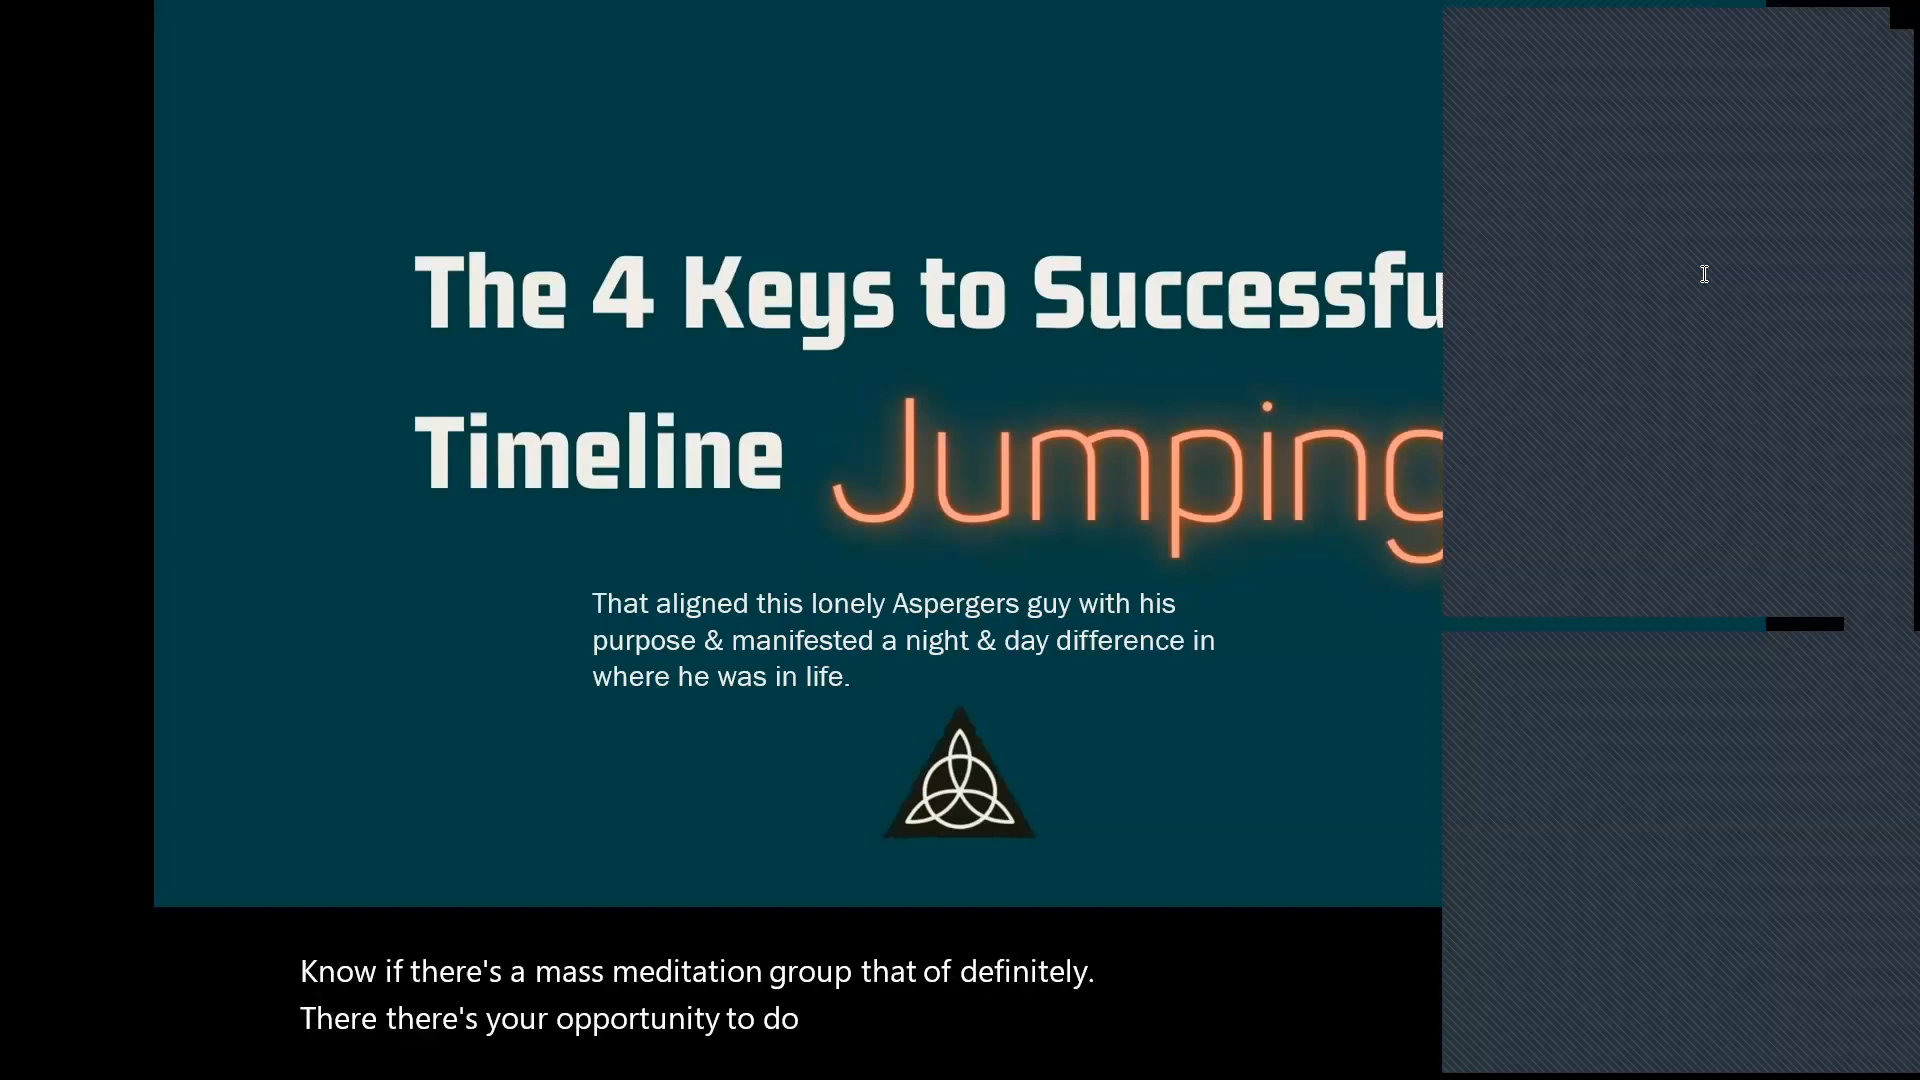 The 4 Keys to Successfu
Timeline Jumping
That aligned this lonely Aspergers guy with his
purpose & manifested a night & day difference in
where he was in life.
Know if there's a mass meditation group that of definitely.
There there's your opportunity to do